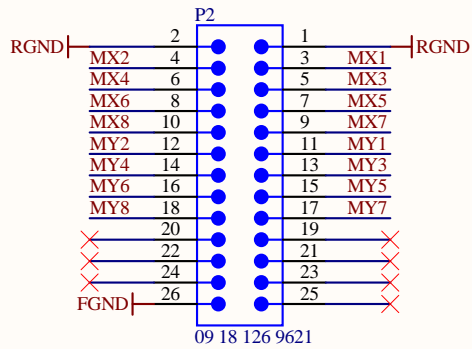 P2
RGND 2 1 RGND
MX2 4 3 MX1
MX4 6 5 MX3
MX6 8 7 MX5
MX8 10 9 MX7
MY2 12 11 MY1
MY4 14 13 MY3
MY6 16 15 MY5
MY8 18 17 MY7
20 19
22 21
24 23
FGND 26 25
09 18 126 9621